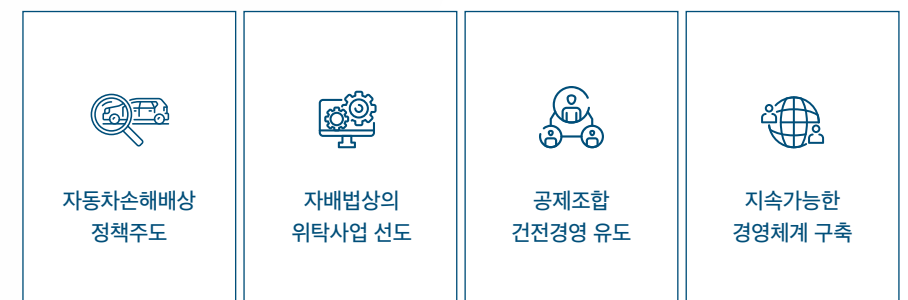 자동차손해배상
정책주도
자배법상의
위탁사업 선도
공제조합
건전경영 유도
지속가능한
경영체계 구축